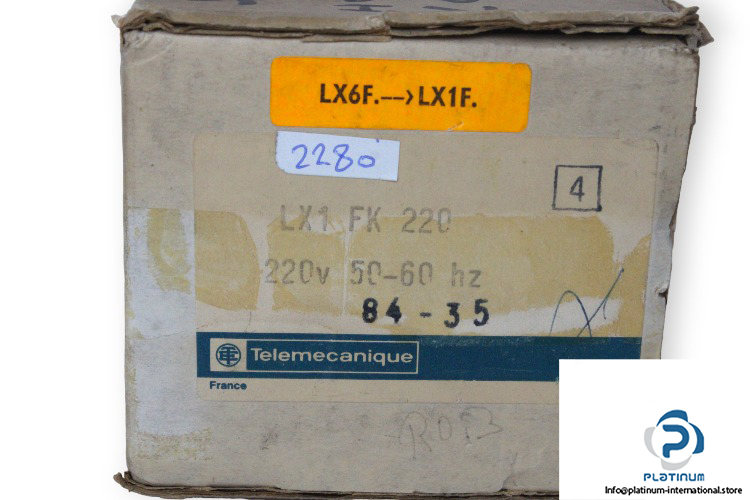 LX6F.-->LX1F.
2280
4
LX1 FK 220
220v 50-60 hz
84-35
Telemecanique
France
PLATINUM
Info@platinum-international.store